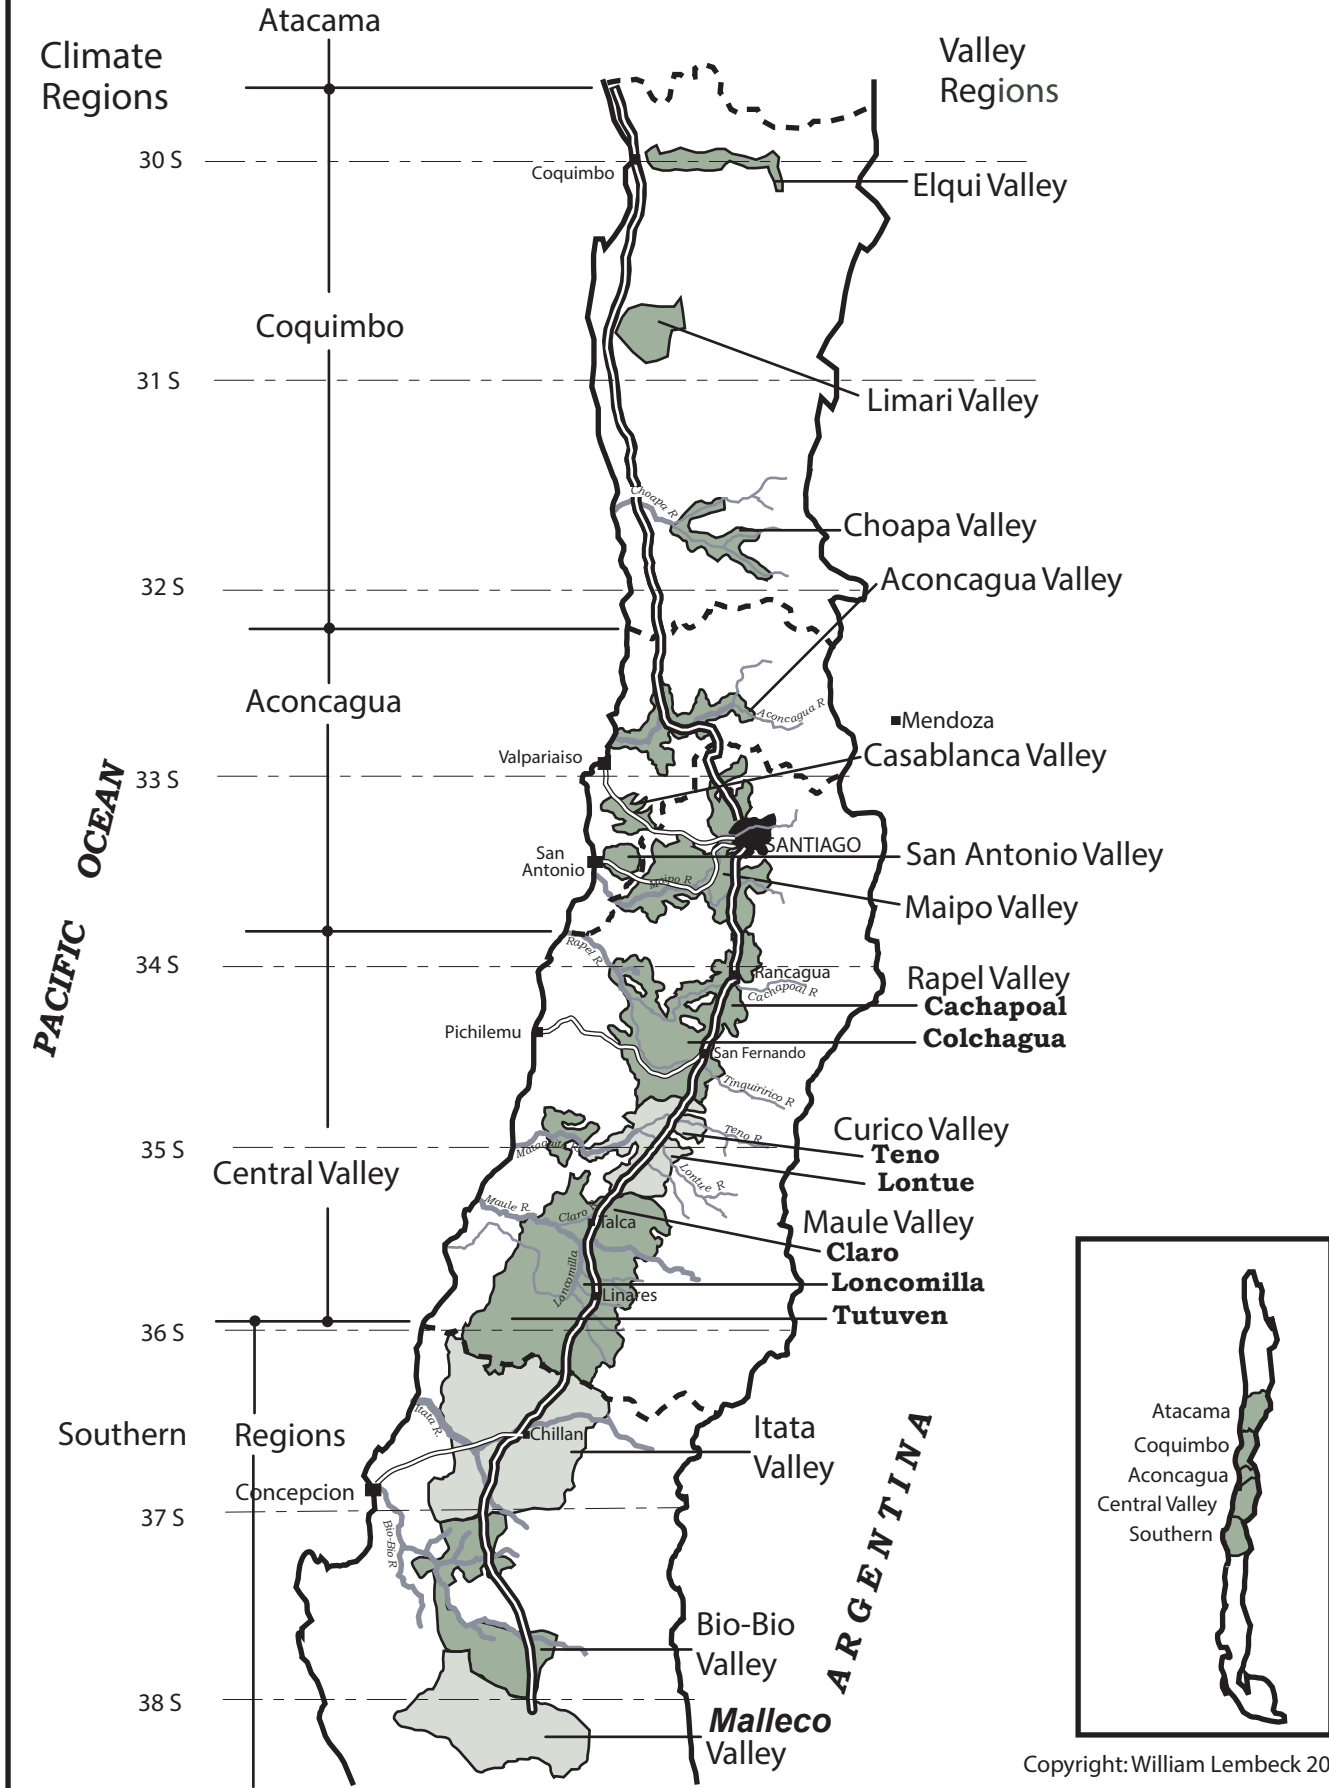 Atacama
Climate
Regions
Valley
Regions
30 S
Coquimbo
Elqui Valley
Coquimbo
31 S
Limari Valley
Choapa R
Choapa Valley
32 S
Aconcagua Valley
Aconcagua
Aconcagua R
Mendoza
Valpariaiso
Casablanca Valley
33 S
PACIFIC OCEAN
SANTIAGO
San
Antonio
San Antonio Valley
Maipo R
Maipo Valley
34 S
Rapel R.
Rancagua
Cachapoal R
Rapel Valley
Cachapoal
Pichilemu
Colchagua
San Fernando
Tinquiririco R
Curico Valley
Teno R
35 S
Mataquito R
Teno
Central Valley
Lontue R
Lontue
Maule R.
Claro R
Talca
Maule Valley
Claro
Loncomilla
Loncomilla
Linares
Tutuven
36 S
Southern Regions
Itata R.
Chillan
Itata
Valley
Concepcion
37 S
Bio-Bio R
ARGENTINA
Bio-Bio
Valley
38 S
Malleco
Valley
Atacama
Coquimbo
Aconcagua
Central Valley
Southern
Copyright: William Lembeck 20